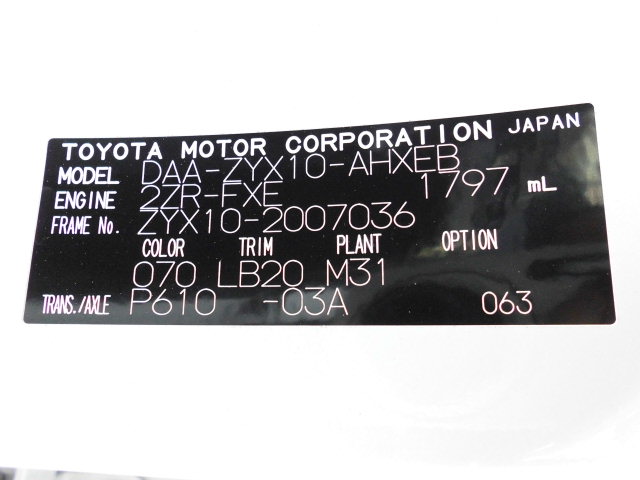 TOYOTA MOTOR CORPORATION JAPAN
MODEL DAA-ZYX10-AHXEB
ENGINE 2ZR-FXE 1797 mL
FRAME No. ZYX10-2007036
COLOR TRIM PLANT OPTION
070 LB20 M31
TRANS./AXLE P610 -03A 063